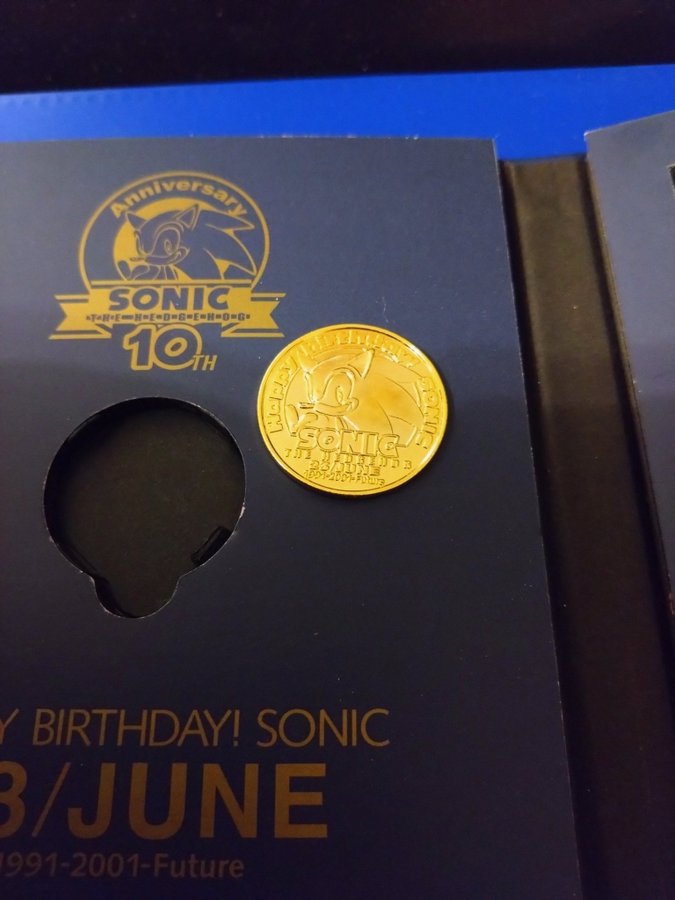 Anniversary
SONIC
THE HEDGEHOG
10TH
Happy Birthday! SONIC
SONIC
THE
23 JUNE
1991-2001-Future
Y BIRTHDAY! SONIC
3/JUNE
1991-2001-Future